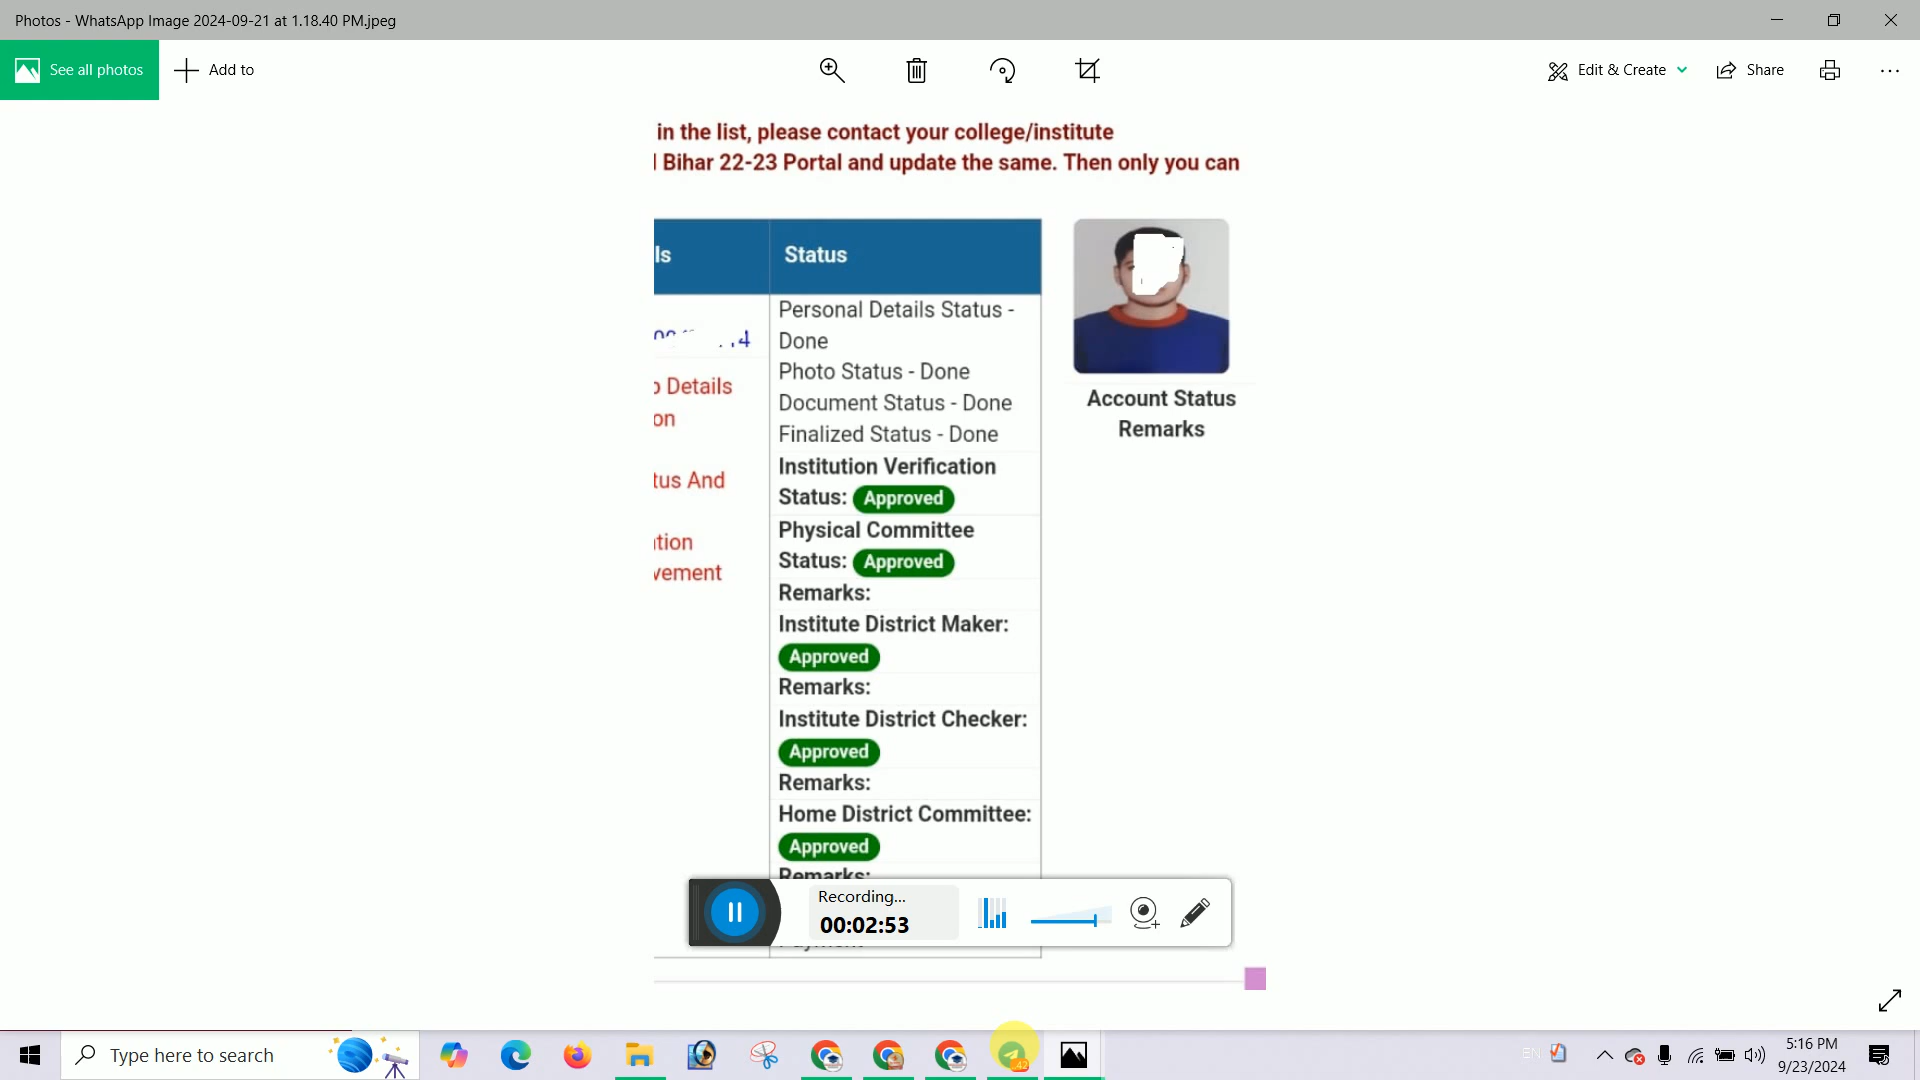 Photos - WhatsApp Image 2024-09-21 at 1.18.40 PM.jpeg
See all photos
Add to
Edit & Create
Share
in the list, please contact your college/institute
Bihar 22-23 Portal and update the same. Then only you can
ls
Status
Personal Details Status -
Done
Photo Status - Done
Document Status - Done
Finalized Status - Done
4
Details
on
tus And
tion
vement
Institution Verification
Status: Approved
Physical Committee
Status: Approved
Remarks:
Institute District Maker:
Approved
Remarks:
Institute District Checker:
Approved
Remarks:
Home District Committee:
Approved
Remarks:
Account Status
Remarks
Recording...
00:02:53
Type here to search
42
EN
5:16 PM
9/23/2024